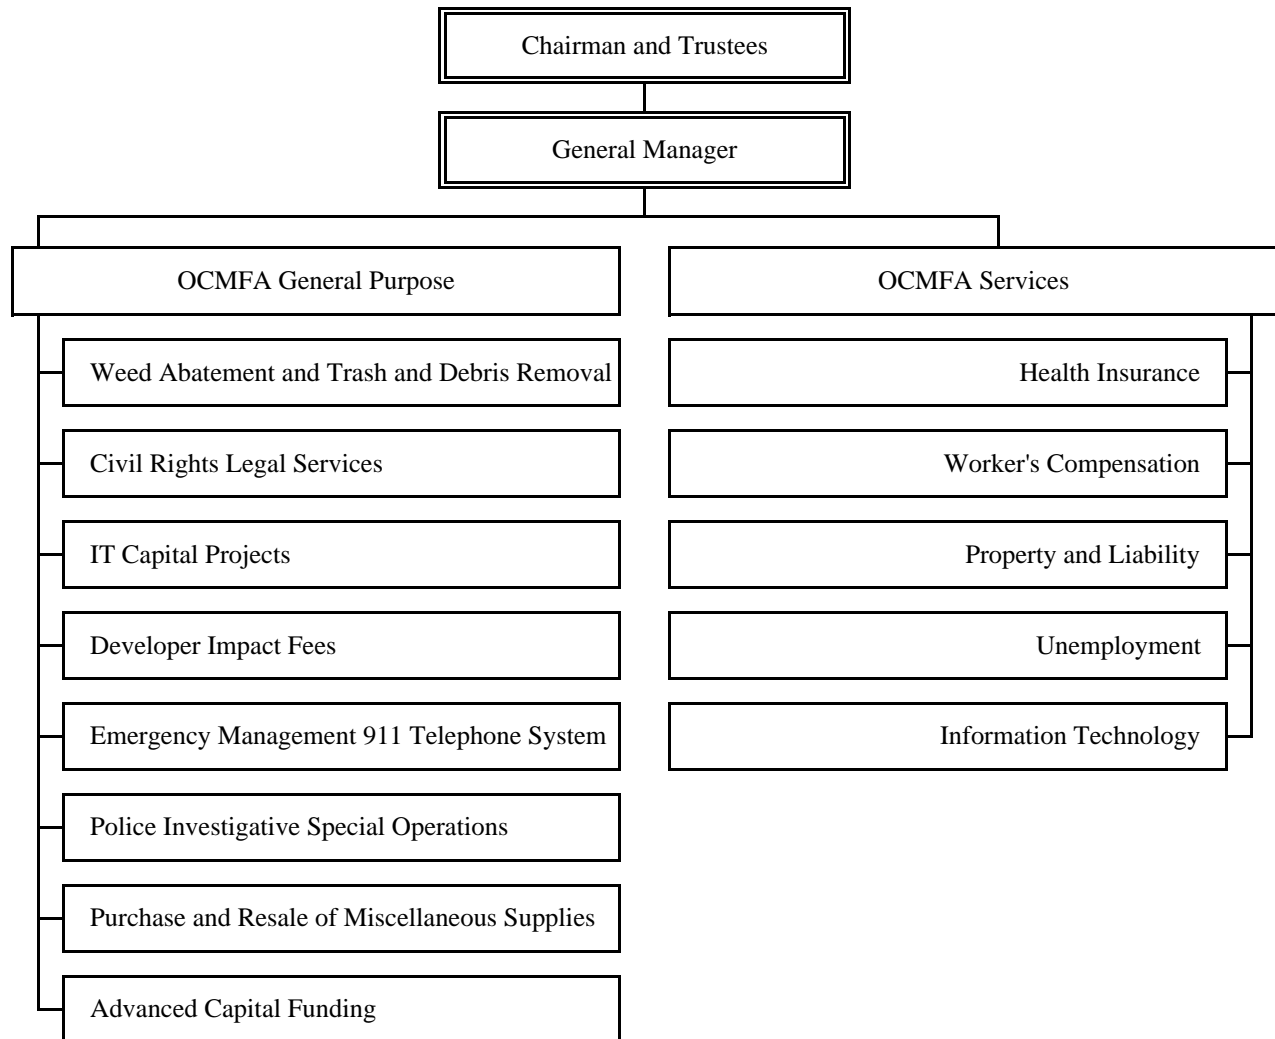 Chairman and Trustees
General Manager
OCMFA General Purpose
Weed Abatement and Trash and Debris Removal
Civil Rights Legal Services
IT Capital Projects
Developer Impact Fees
Emergency Management 911 Telephone System
Police Investigative Special Operations
Purchase and Resale of Miscellaneous Supplies
Advanced Capital Funding
OCMFA Services
Health Insurance
Worker's Compensation
Property and Liability
Unemployment
Information Technology